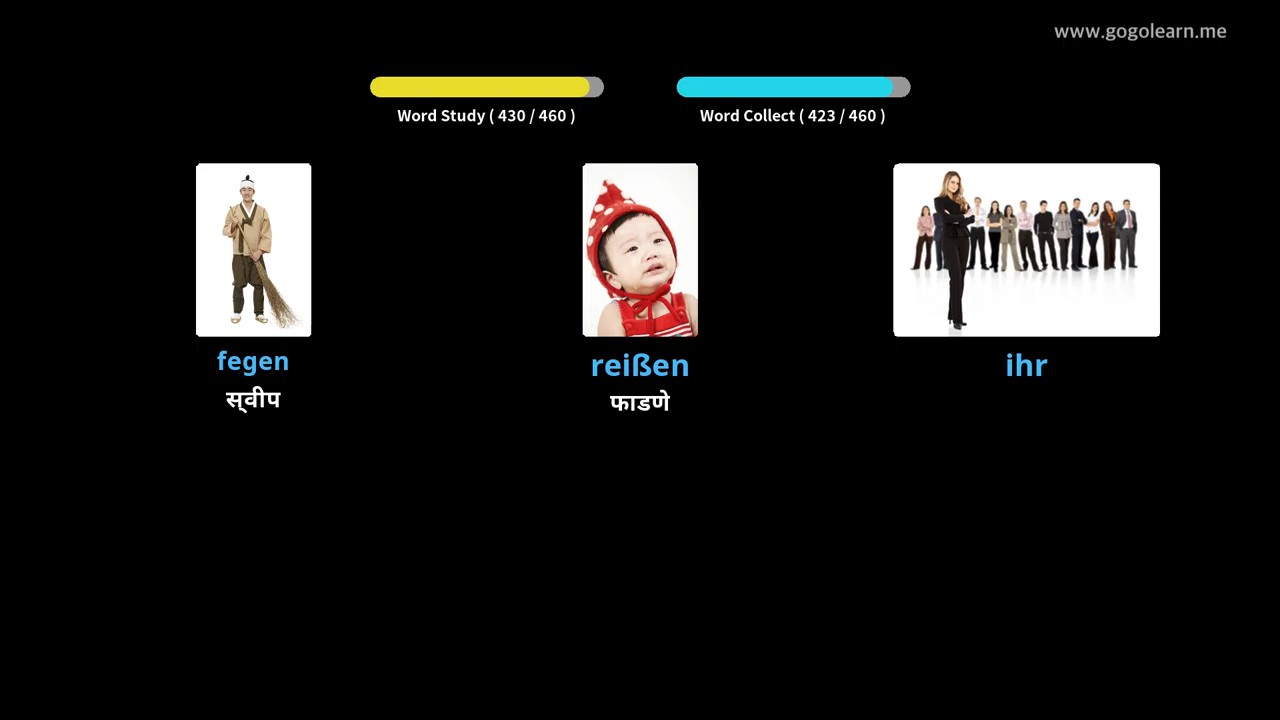 www.gogolearn.me
Word Study ( 430 / 460 )
Word Collect ( 423 / 460 )
fegen
reißen
ihr
स्वीप
फाडणे